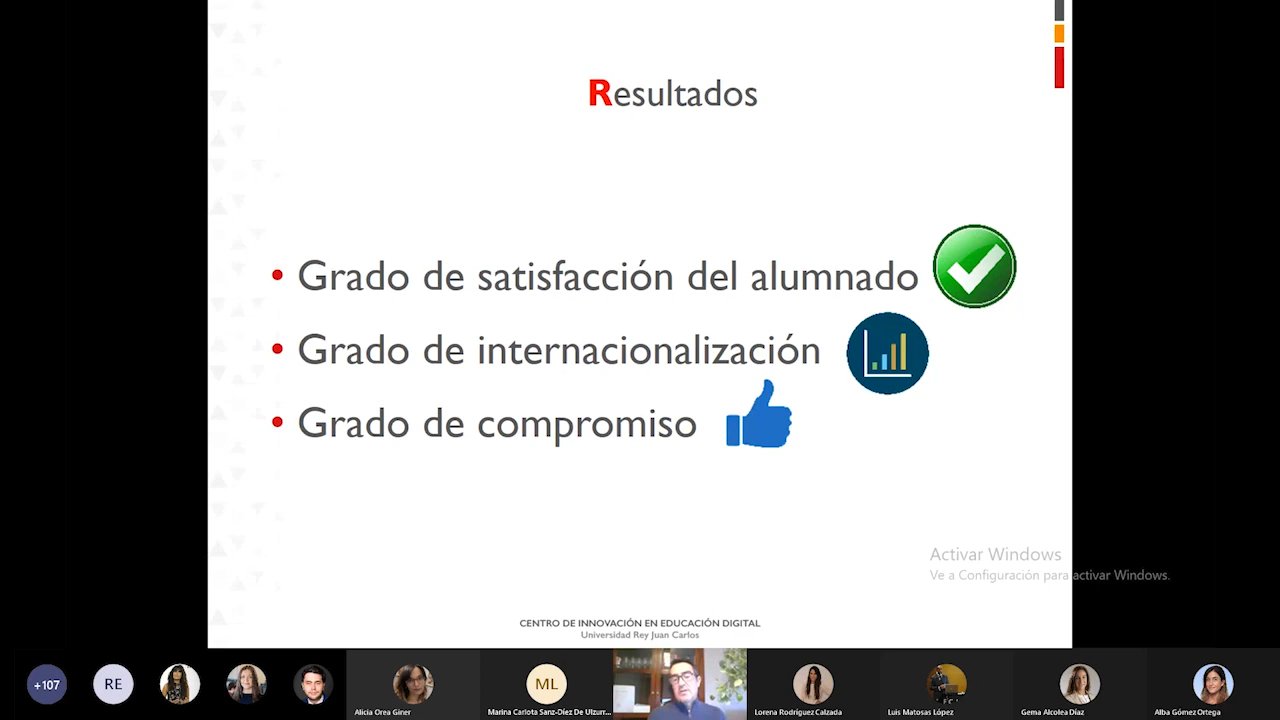 Resultados
• Grado de satisfacción del alumnado
• Grado de internacionalización
• Grado de compromiso
Activar Windows
Ve a Configuración para activar Windows.
CENTRO DE INNOVACIÓN EN EDUCACIÓN DIGITAL
Universidad Rey Juan Carlos
+107
RE
ML
Alicia Orea Giner
Marina Carlota Sanz-Díez De Ulzurr...
Lorena Rodríguez Calzada
Luis Matosas López
Gema Alcolea Díaz
Alba Gómez Ortega